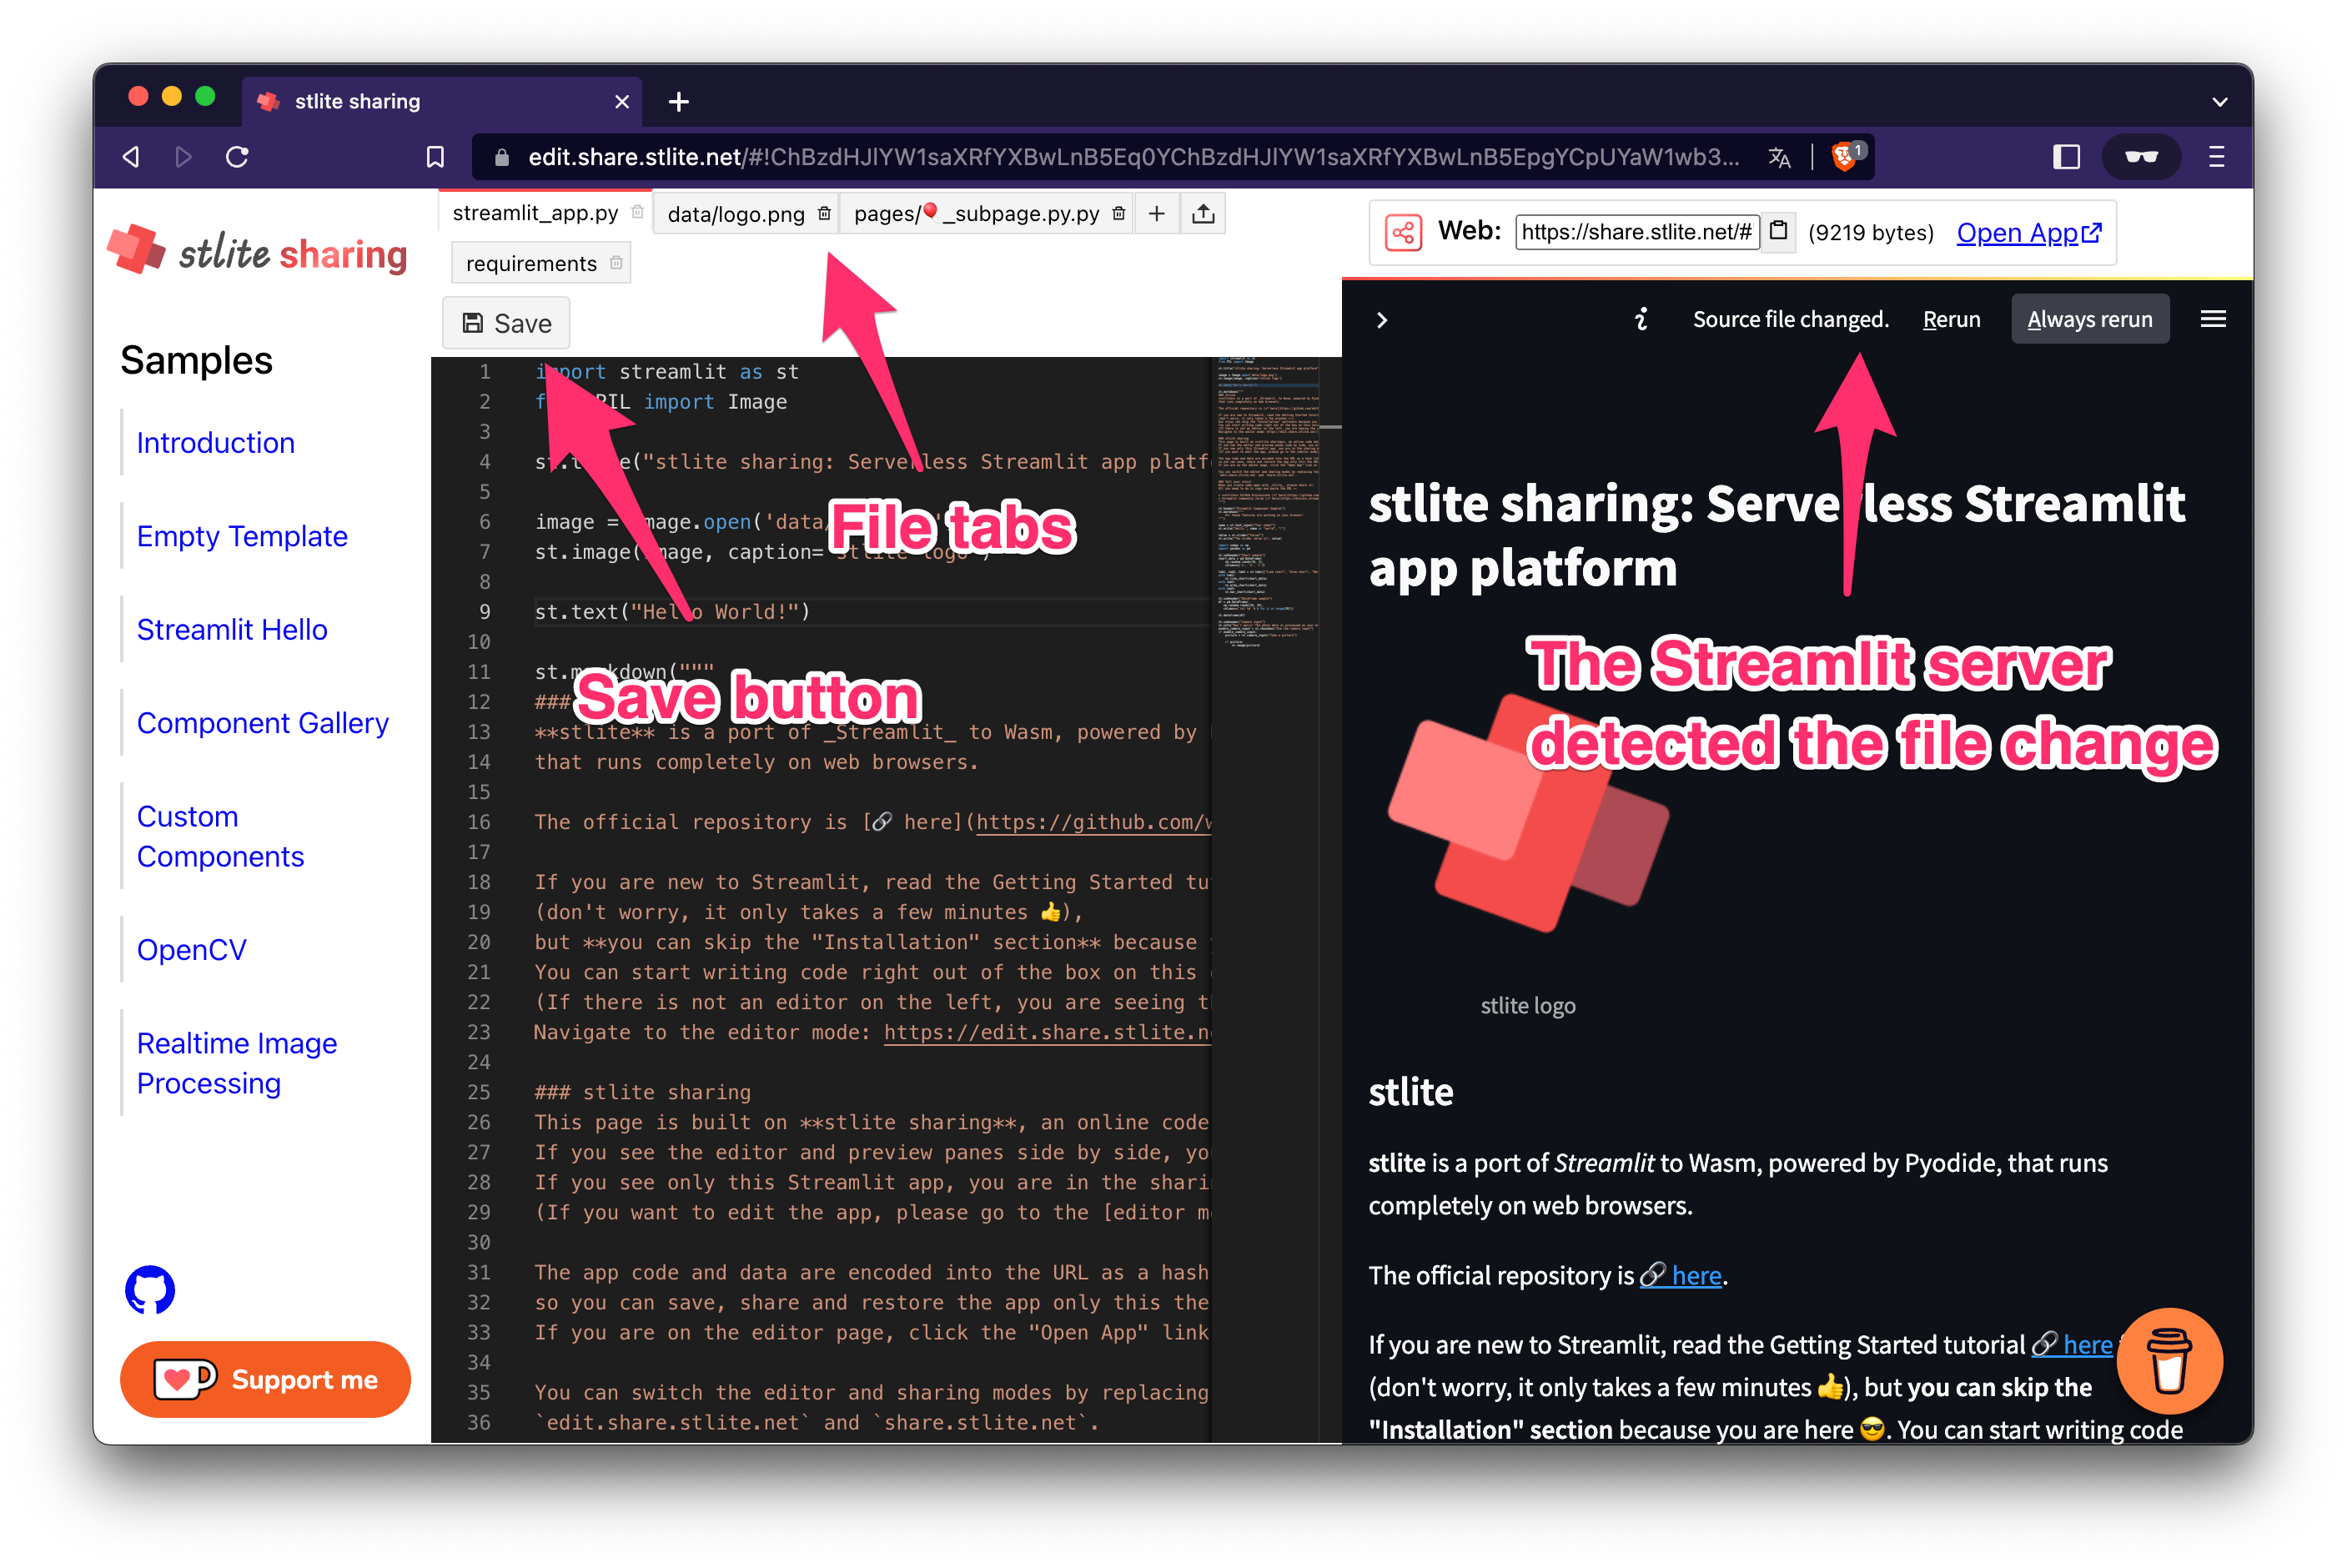 stlite sharing
edit.share.stlite.net/#!ChBzdHJlYW1saXRfYXBwLnB5Eq0YChBzdHJlYW1saXRfYXBwLnB5EpgYCpUYaW1wb3...
1
stlite sharing
Samples
Introduction
Empty Template
Streamlit Hello
Component Gallery
Custom
Components
OpenCV
Realtime Image
Processing
Support me
streamlit_app.py
data/logo.png
pages/🎈_subpage.py.py
requirements
Save
1 import streamlit as st
2 PIL import Image
3
4 "stlite sharing: Serverless Streamlit app platf
5
6 image = image.open('data/
7 st.image(image, caption='stlite logo')
8
9 st.text("Hello World!")
10
11 st.markdown("""
12 ###
13 **stlite** is a port of _Streamlit_ to Wasm, powered by
14 that runs completely on web browsers.
15
16 The official repository is [🔗 here](https://github.com/w
17
18 If you are new to Streamlit, read the Getting Started tu
19 (don't worry, it only takes a few minutes 👍),
20 but **you can skip the "Installation" section** because
21 You can start writing code right out of the box on this
22 (If there is not an editor on the left, you are seeing t
23 Navigate to the editor mode: https://edit.share.stlite.n
24
25 ### stlite sharing
26 This page is built on **stlite sharing**, an online code
27 If you see the editor and preview panes side by side, yo
28 If you see only this Streamlit app, you are in the shari
29 (If you want to edit the app, please go to the [editor m
30
31 The app code and data are encoded into the URL as a hash
32 so you can save, share and restore the app only this the
33 If you are on the editor page, click the "Open App" link
34
35 You can switch the editor and sharing modes by replacing
36 `edit.share.stlite.net` and `share.stlite.net`.
File tabs
Save button
Web: https://share.stlite.net/# (9219 bytes) Open App
Source file changed. Rerun Always rerun
stlite sharing: Serverless Streamlit
app platform
The Streamlit server
detected the file change
stlite logo
stlite
stlite is a port of Streamlit to Wasm, powered by Pyodide, that runs
completely on web browsers.
The official repository is 🔗 here.
If you are new to Streamlit, read the Getting Started tutorial 🔗 here
(don't worry, it only takes a few minutes 👍), but you can skip the
"Installation" section because you are here 😎. You can start writing code